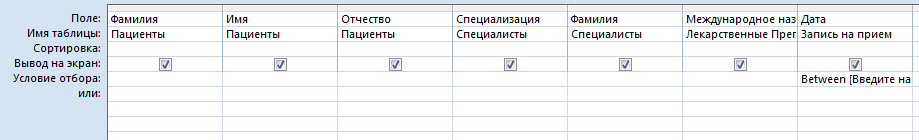 Поле: Фамилия Имя Отчество Специализация Фамилия Международное наз Дата
Имя таблицы: Пациенты Пациенты Пациенты Специалисты Специалисты Лекарственные Преп Запись на прием
Сортировка:
Вывод на экран:
Условие отбора: Between [Введите на
или: